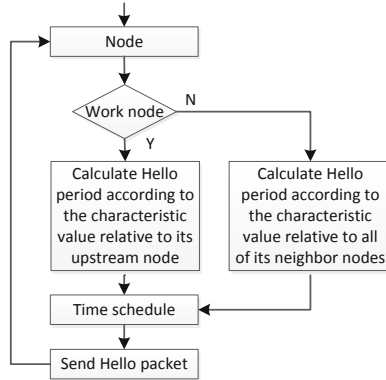 Node
Work node
N
Y
Calculate Hello
period according to
the characteristic
value relative to its
upstream node
Calculate Hello
period according to
the characteristic
value relative to all
of its neighbor nodes
Time schedule
Send Hello packet